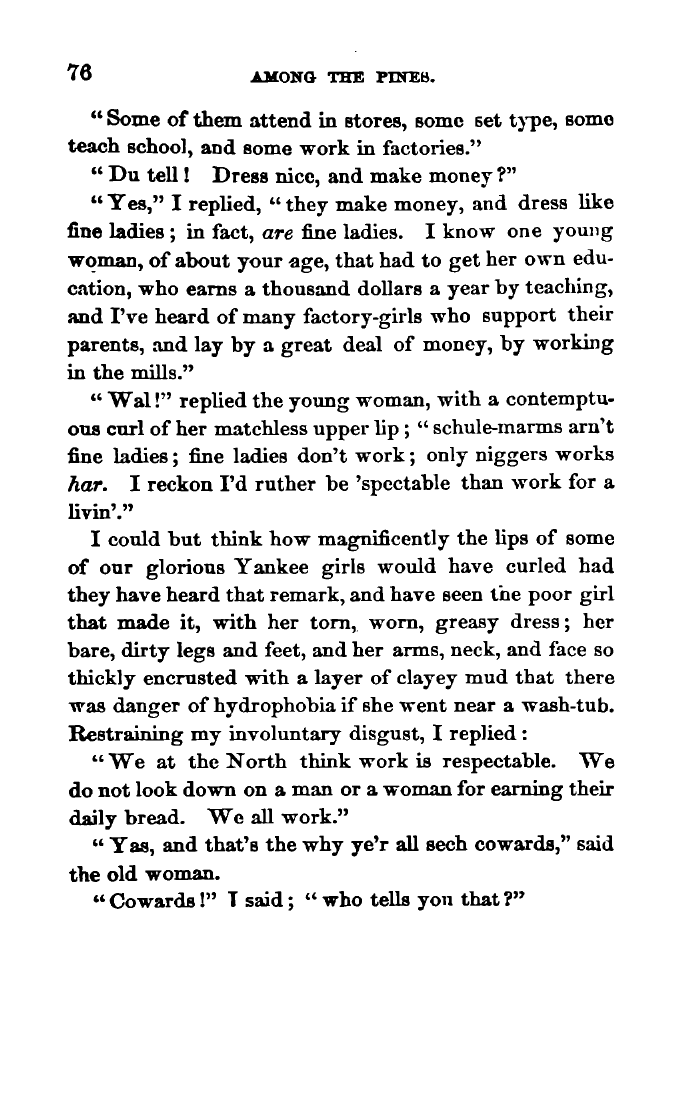 76 AMONG THE PINES.
“Some of them attend in stores, some set type, some
teach school, and some work in factories.”
“Du tell! Dress nice, and make money?”
“Yes,” I replied, “they make money, and dress like
fine ladies; in fact, are fine ladies. I know one young
woman, of about your age, that had to get her own edu-
cation, who earns a thousand dollars a year by teaching,
and I’ve heard of many factory-girls who support their
parents, and lay by a great deal of money, by working
in the mills.”
“Wal!” replied the young woman, with a contemptu-
ous curl of her matchless upper lip; “schule-marms arn’t
fine ladies; fine ladies don’t work; only niggers works
har. I reckon I’d ruther be ’spectable than work for a
livin’.”
I could but think how magnificently the lips of some
of our glorious Yankee girls would have curled had
they have heard that remark, and have seen the poor girl
that made it, with her torn, worn, greasy dress; her
bare, dirty legs and feet, and her arms, neck, and face so
thickly encrusted with a layer of clayey mud that there
was danger of hydrophobia if she went near a wash-tub.
Restraining my involuntary disgust, I replied:
“We at the North think work is respectable. We
do not look down on a man or a woman for earning their
daily bread. We all work.”
“Yas, and that’s the why ye’r all sech cowards,” said
the old woman.
“Cowards!” I said; “who tells you that?”